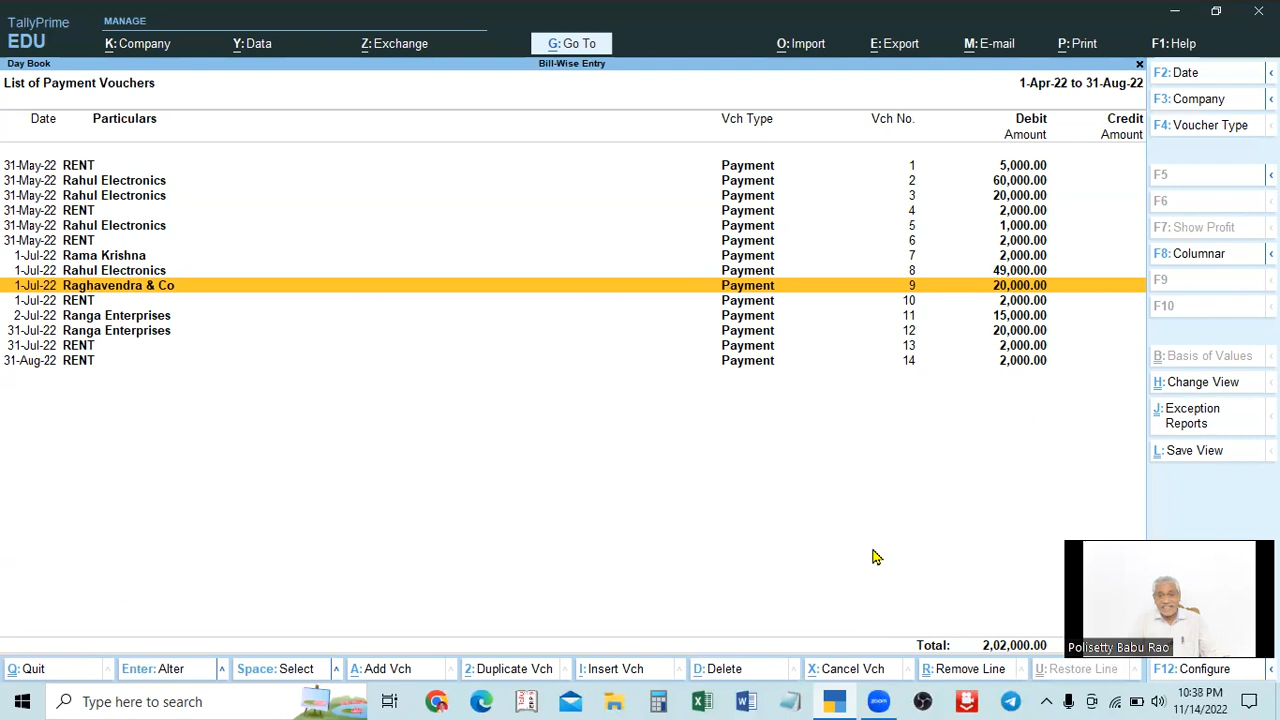 TallyPrime
EDU
MANAGE
K: Company Y: Data Z: Exchange G: Go To O: Import E: Export M: E-mail P: Print F1: Help
Day Book Bill-Wise Entry
List of Payment Vouchers 1-Apr-22 to 31-Aug-22
Date Particulars Vch Type Vch No. Debit Credit
Amount Amount
31-May-22 RENT Payment 1 5,000.00
31-May-22 Rahul Electronics Payment 2 60,000.00
31-May-22 Rahul Electronics Payment 3 20,000.00
31-May-22 RENT Payment 4 2,000.00
31-May-22 Rahul Electronics Payment 5 1,000.00
31-May-22 RENT Payment 6 2,000.00
1-Jul-22 Rama Krishna Payment 7 2,000.00
1-Jul-22 Rahul Electronics Payment 8 49,000.00
1-Jul-22 Raghavendra & Co Payment 9 20,000.00
1-Jul-22 RENT Payment 10 2,000.00
2-Jul-22 Ranga Enterprises Payment 11 15,000.00
31-Jul-22 Ranga Enterprises Payment 12 20,000.00
31-Jul-22 RENT Payment 13 2,000.00
31-Aug-22 RENT Payment 14 2,000.00
Total: 2,02,000.00
F2: Date
F3: Company
F4: Voucher Type
F5
F6
F7: Show Profit
F8: Columnar
F9
F10
B: Basis of Values
H: Change View
J: Exception
Reports
L: Save View
Polisetty Babu Rao
Q: Quit Enter: Alter Space: Select A: Add Vch 2: Duplicate Vch I: Insert Vch D: Delete X: Cancel Vch R: Remove Line U: Restore Line F12: Configure
Type here to search
zoom
10:38 PM
11/14/2022